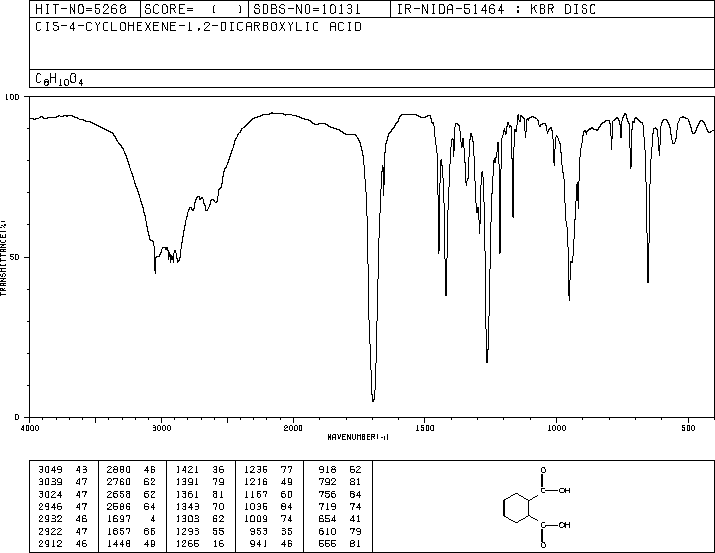 HIT-NO=5268 SCORE= ( ) SDBS-NO=10131 IR-NIDA-51464 : KBR DISC
CIS-4-CYCLOHEXENE-1,2-DICARBOXYLIC ACID
C8H10O4
100
50
0
TRANSMITTANCE(%)
4000 3000 2000 1500 1000 500
WAVENUMBER(-1)
3049 43 2880 46 1421 36 1236 77 918 62
3039 47 2760 62 1391 79 1216 49 792 81
3024 47 2658 62 1361 81 1167 60 756 84
2946 47 2586 64 1343 70 1036 84 719 74
2932 46 1697 4 1303 62 1009 74 654 41
2922 47 1657 66 1293 55 953 35 610 79
2912 46 1448 49 1266 16 941 46 555 81
O
C OH
C OH
O